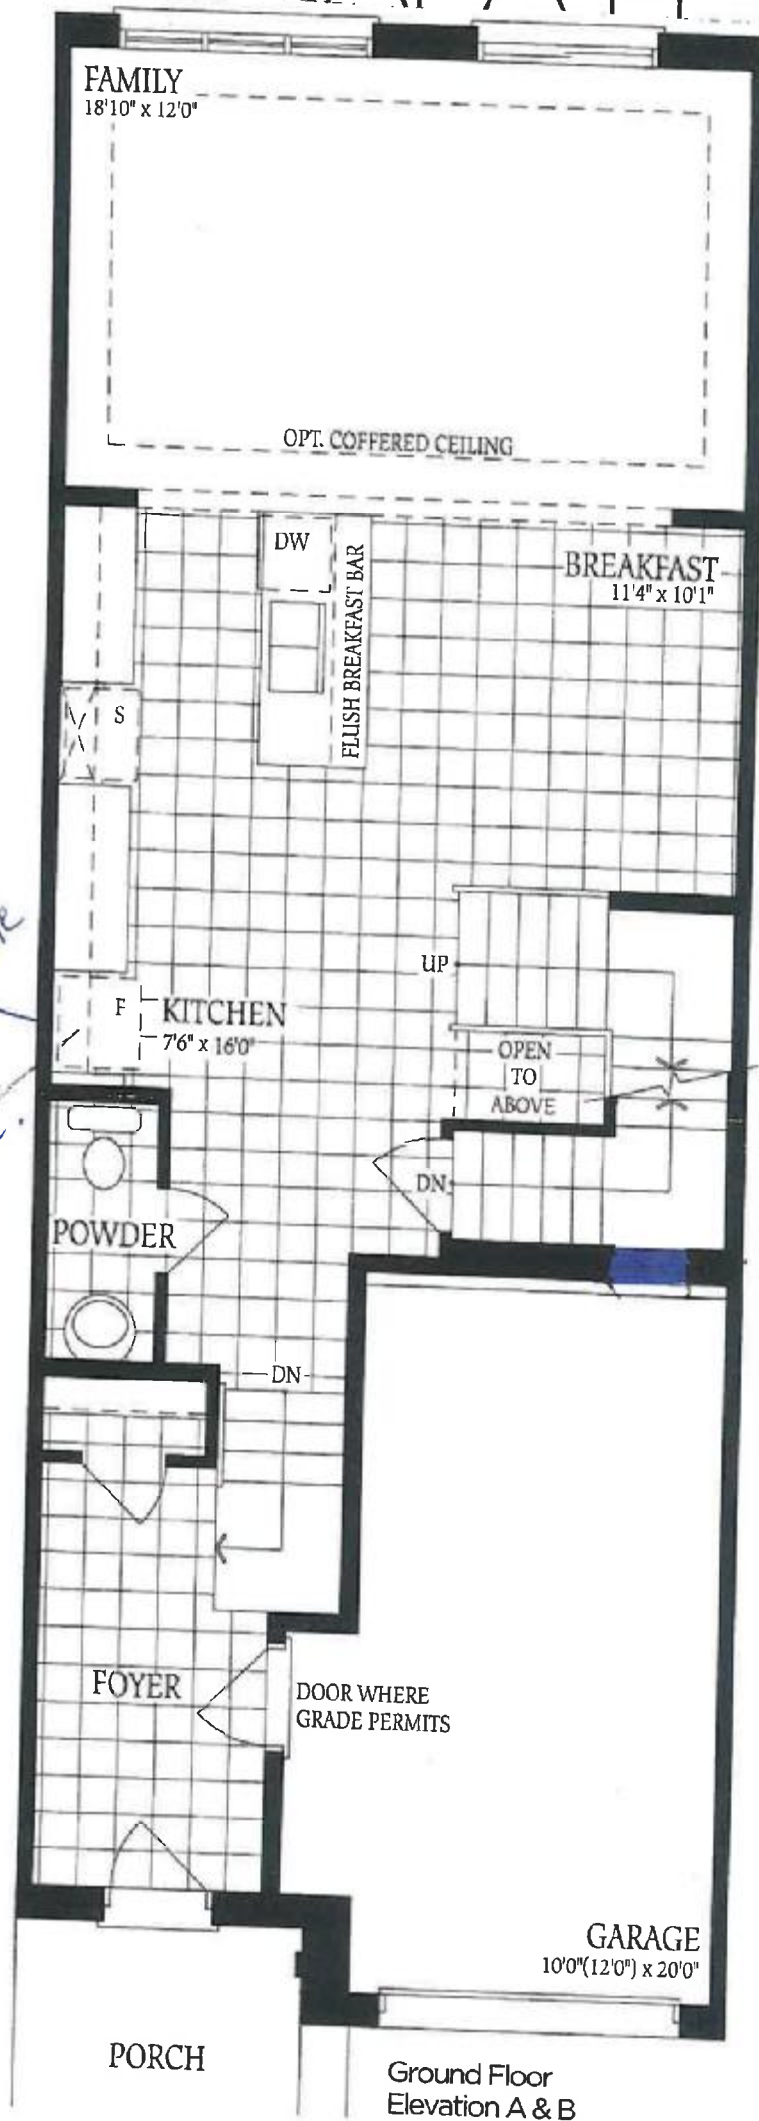 FAMILY
18'10" x 12'0"
OPT. COFFERED CEILING
DW
FLUSH BREAKFAST BAR
BREAKFAST
11'4" x 10'1"
S
UP
F
KITCHEN
7'6" x 16'0"
OPEN
TO
ABOVE
DN
POWDER
DN
FOYER
DOOR WHERE
GRADE PERMITS
GARAGE
10'0"(12'0") x 20'0"
PORCH
Ground Floor
Elevation A & B